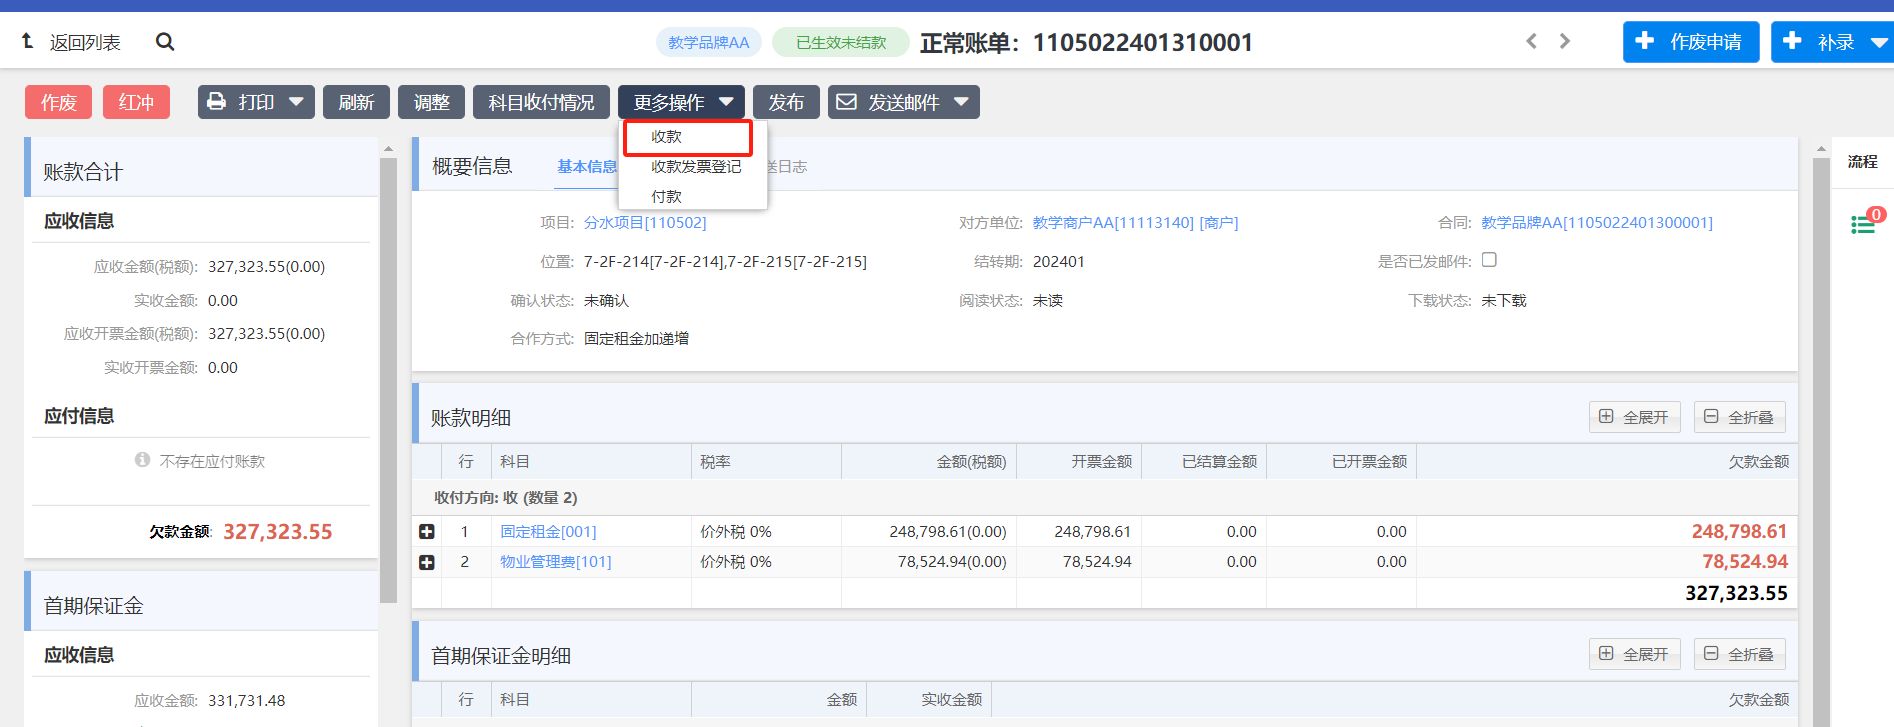 返回列表
教学品牌AA 已生效未结款 正常账单：1105022401310001
作废申请 补录
作废 红冲 打印 刷新 调整 科目收付情况 更多操作 发布 发送邮件
收款
收款发票登记
付款
账款合计
应收信息
应收金额(税额): 327,323.55(0.00)
实收金额: 0.00
应收开票金额(税额): 327,323.55(0.00)
实收开票金额: 0.00
应付信息
不存在应付账款
欠款金额: 327,323.55
首期保证金
应收信息
应收金额: 331,731.48
概要信息 基本信息 送日志
项目: 分水项目[110502] 对方单位: 教学商户AA[11113140] [商户] 合同: 教学品牌AA[1105022401300001]
位置: 7-2F-214[7-2F-214],7-2F-215[7-2F-215] 结转期: 202401 是否已发邮件:
确认状态: 未确认 阅读状态: 未读 下载状态: 未下载
合作方式: 固定租金加递增
账款明细 全展开 全折叠
行 科目 税率 金额(税额) 开票金额 已结算金额 已开票金额 欠款金额
收付方向: 收 (数量 2)
1 固定租金[001] 价外税 0% 248,798.61(0.00) 248,798.61 0.00 0.00 248,798.61
2 物业管理费[101] 价外税 0% 78,524.94(0.00) 78,524.94 0.00 0.00 78,524.94
327,323.55
首期保证金明细 全展开 全折叠
行 科目 金额 实收金额 欠款金额
流程
0